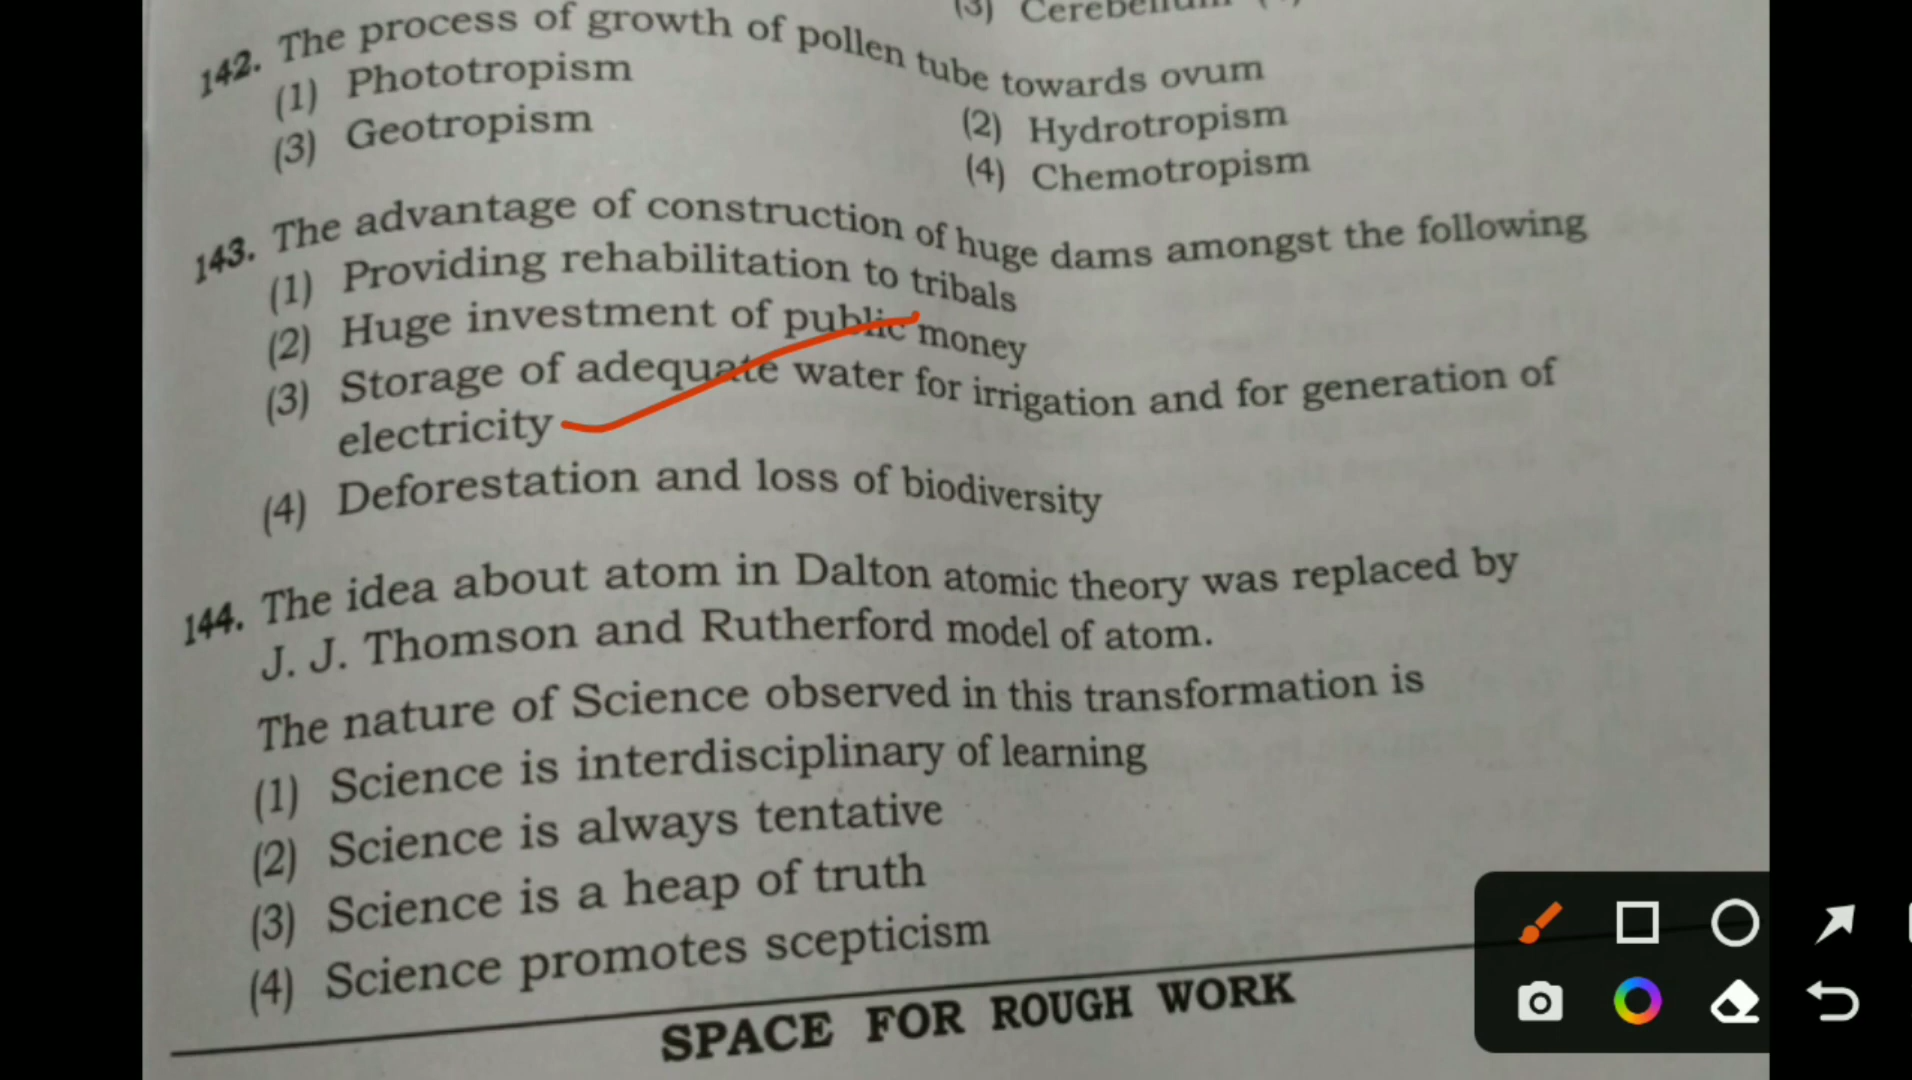 (3) Cerebellum
142. The process of growth of pollen tube towards ovum
(1) Phototropism
(2) Hydrotropism
(3) Geotropism
(4) Chemotropism
143. The advantage of construction of huge dams amongst the following
(1) Providing rehabilitation to tribals
(2) Huge investment of public money
(3) Storage of adequate water for irrigation and for generation of
electricity
(4) Deforestation and loss of biodiversity
144. The idea about atom in Dalton atomic theory was replaced by
J. J. Thomson and Rutherford model of atom.
The nature of Science observed in this transformation is
(1) Science is interdisciplinary of learning
(2) Science is always tentative
(3) Science is a heap of truth
(4) Science promotes scepticism
SPACE FOR ROUGH WORK